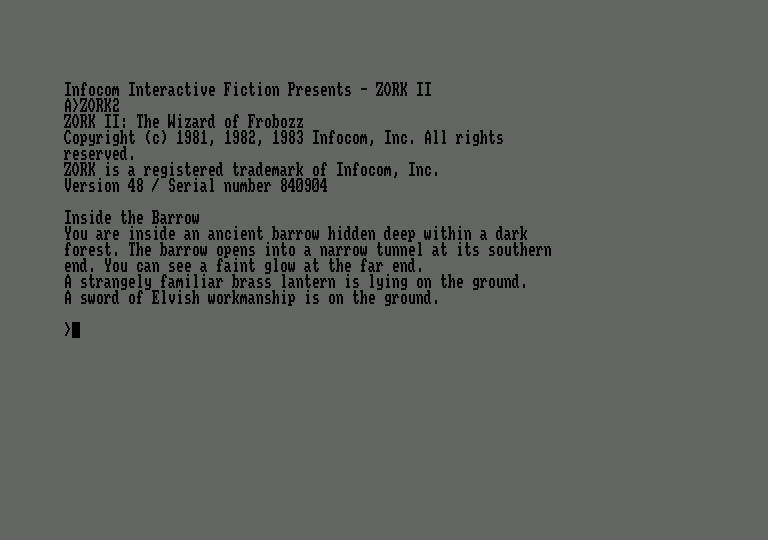 Infocom Interactive Fiction Presents - ZORK II
A>ZORK2
ZORK II: The Wizard of Frobozz
Copyright (c) 1981, 1982, 1983 Infocom, Inc. All rights
reserved.
ZORK is a registered trademark of Infocom, Inc.
Version 48 / Serial number 840904
Inside the Barrow
You are inside an ancient barrow hidden deep within a dark
forest. The barrow opens into a narrow tunnel at its southern
end. You can see a faint glow at the far end.
A strangely familiar brass lantern is lying on the ground.
A sword of Elvish workmanship is on the ground.
>